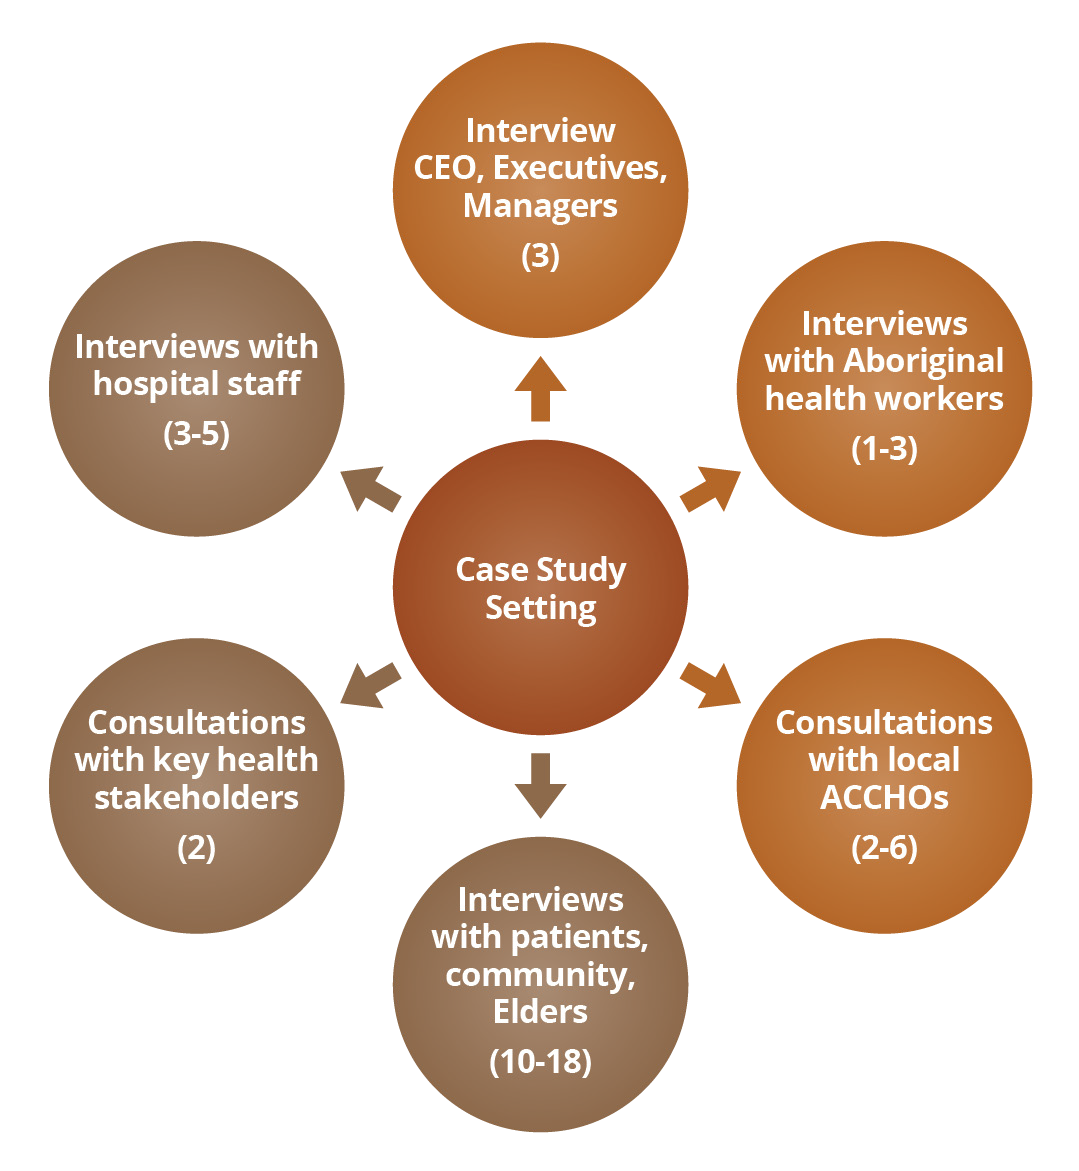 Interview
CEO, Executives,
Managers
(3)
Interviews
with Aboriginal
health workers
(1-3)
Consultations
with local
ACCHOs
(2-6)
Interviews
with patients,
community,
Elders
(10-18)
Consultations
with key health
stakeholders
(2)
Interviews with
hospital staff
(3-5)
Case Study
Setting